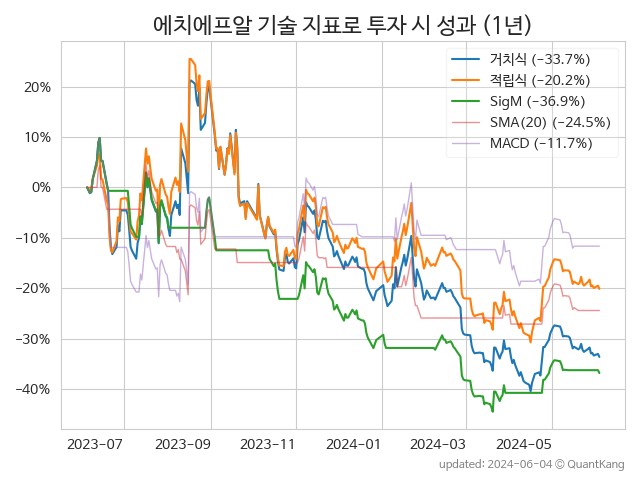 에치에프알 기술 지표로 투자 시 성과 (1년)
거치식 (−33.7%)
적립식 (−20.2%)
SigM (−36.9%)
SMA(20) (−24.5%)
MACD (−11.7%)
20%
10%
0%
−10%
−20%
−30%
−40%
2023−07
2023−09
2023−11
2024−01
2024−03
2024−05
updated: 2024-06-04 © QuantKang